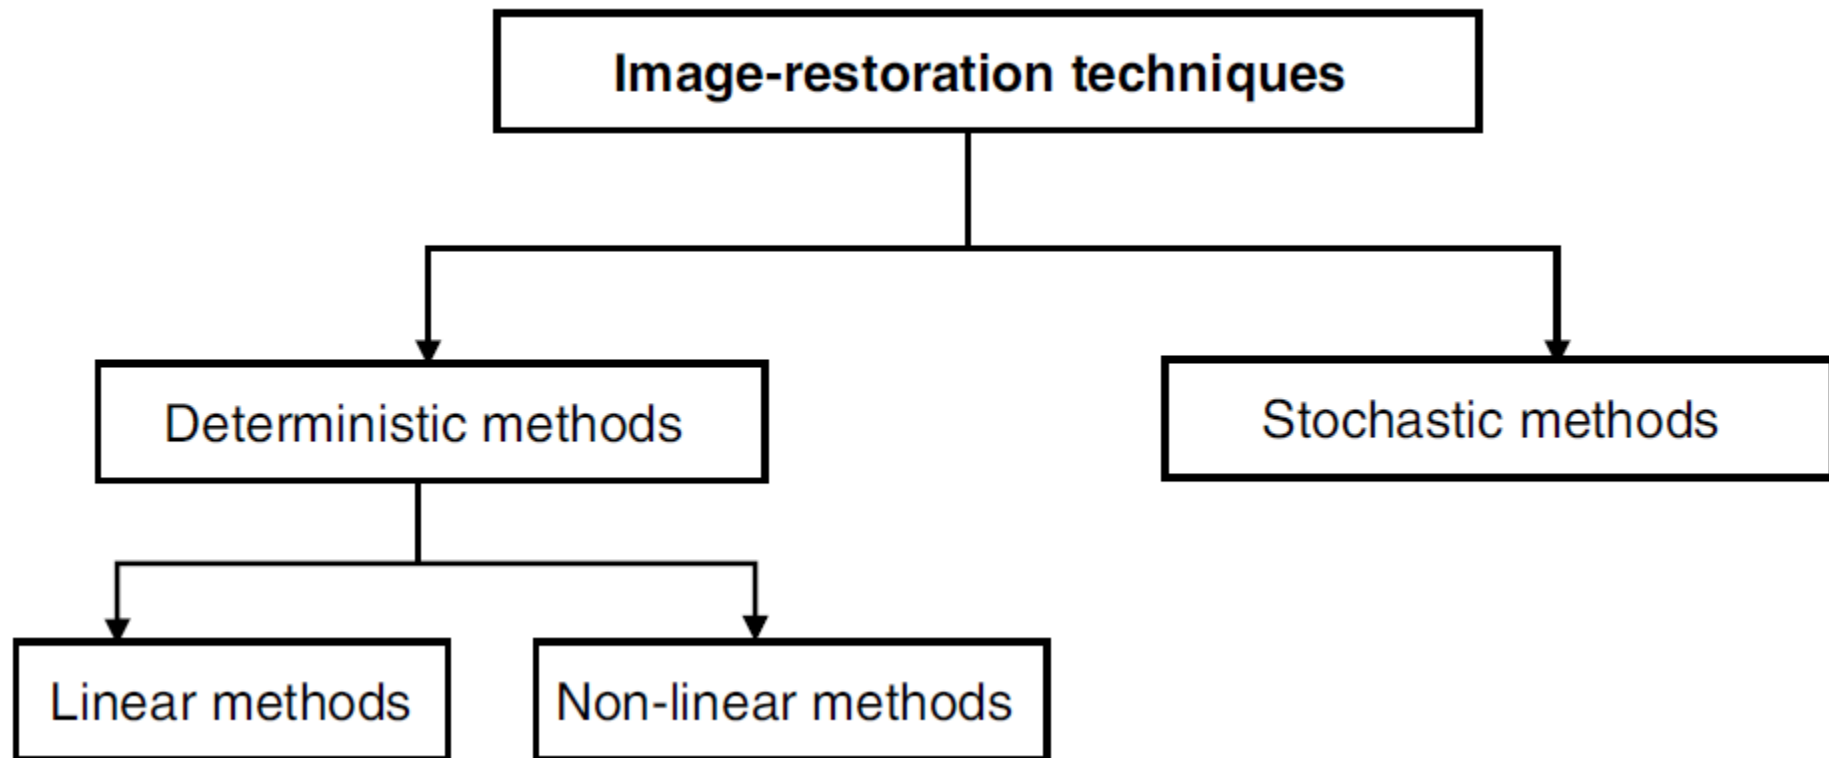 Image-restoration techniques
Deterministic methods
Stochastic methods
Linear methods
Non-linear methods